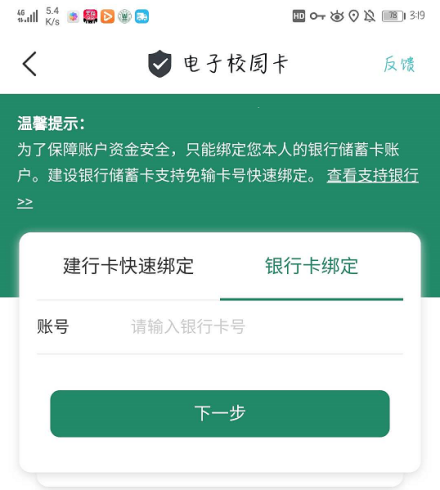 4G 5.4 K/s HD 78 3:19
电子校园卡 反馈
温馨提示：
为了保障账户资金安全，只能绑定您本人的银行储蓄卡账
户。建设银行储蓄卡支持免输卡号快速绑定。 查看支持银行
>>
建行卡快速绑定 银行卡绑定
账号 请输入银行卡号
下一步